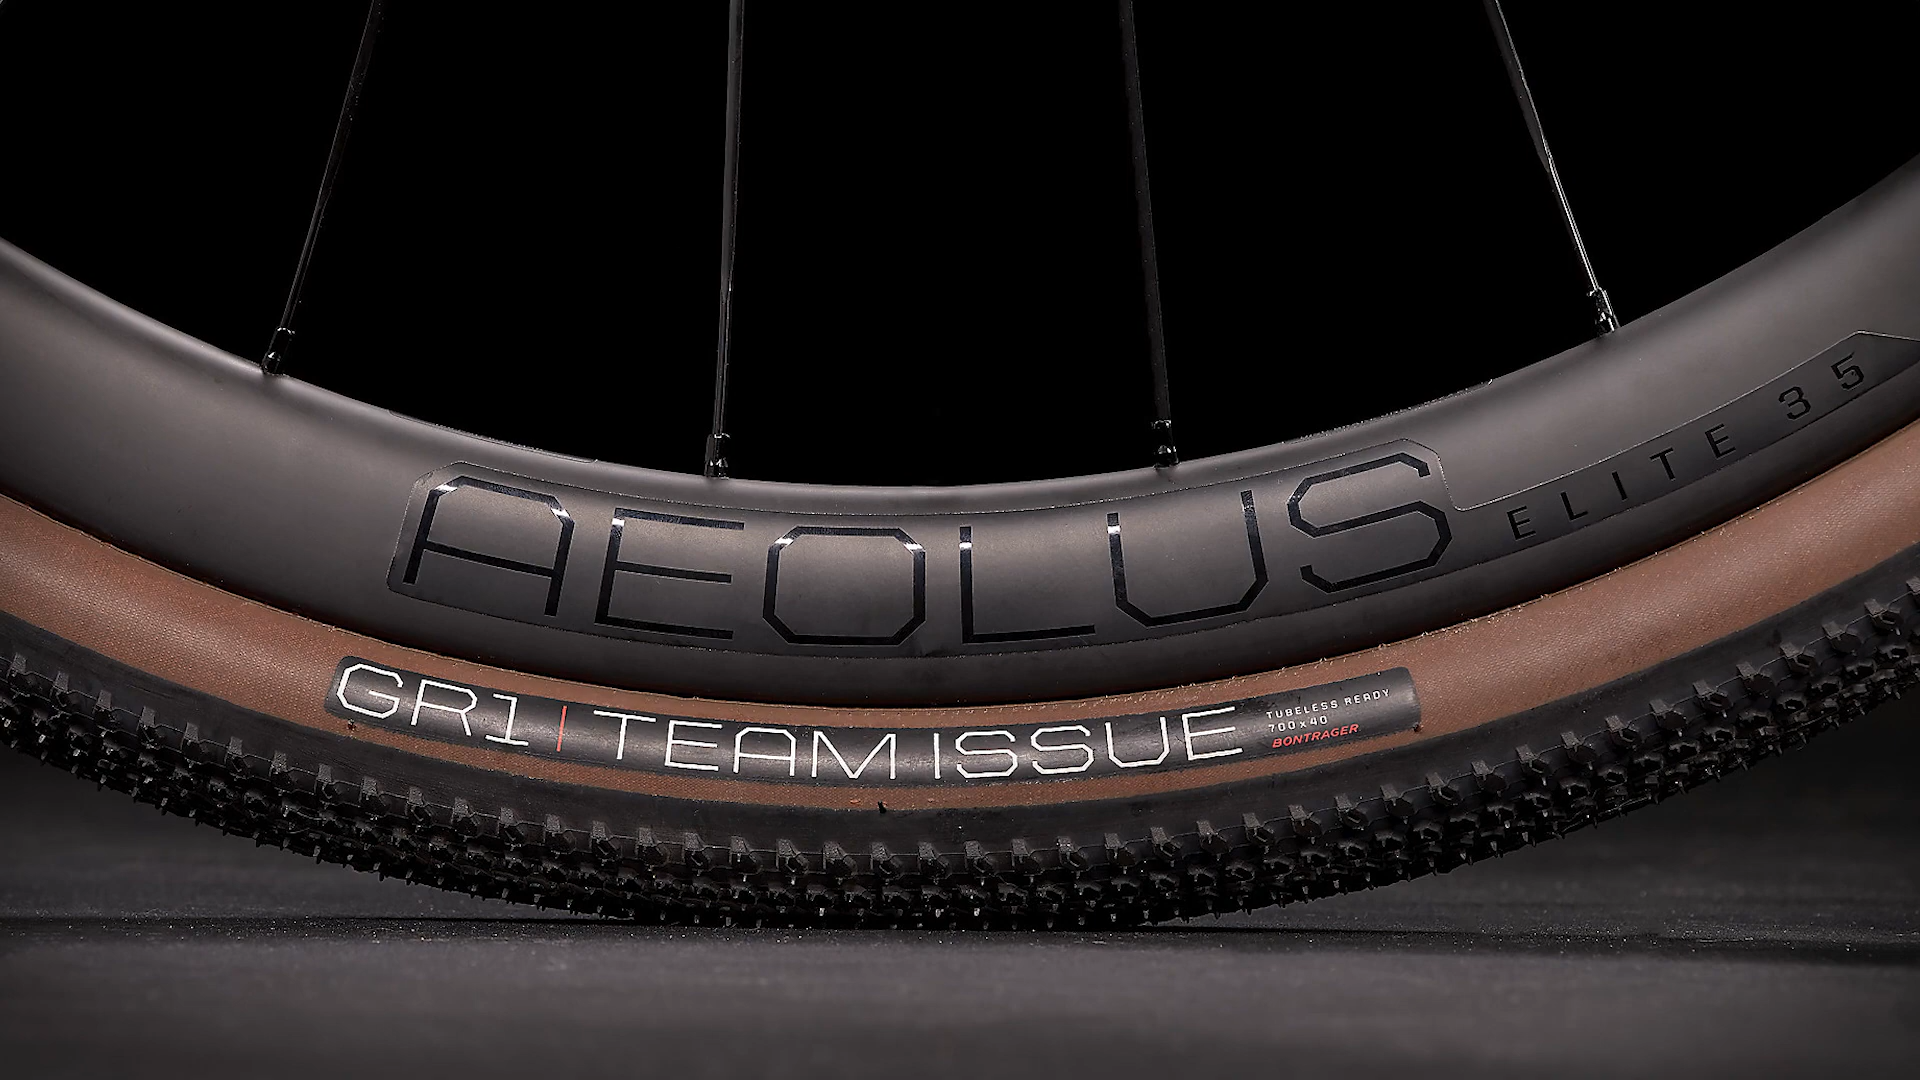 AEOLUS
ELITE 35
GR1 | TEAM ISSUE
TUBELESS READY
700x40
BONTRAGER